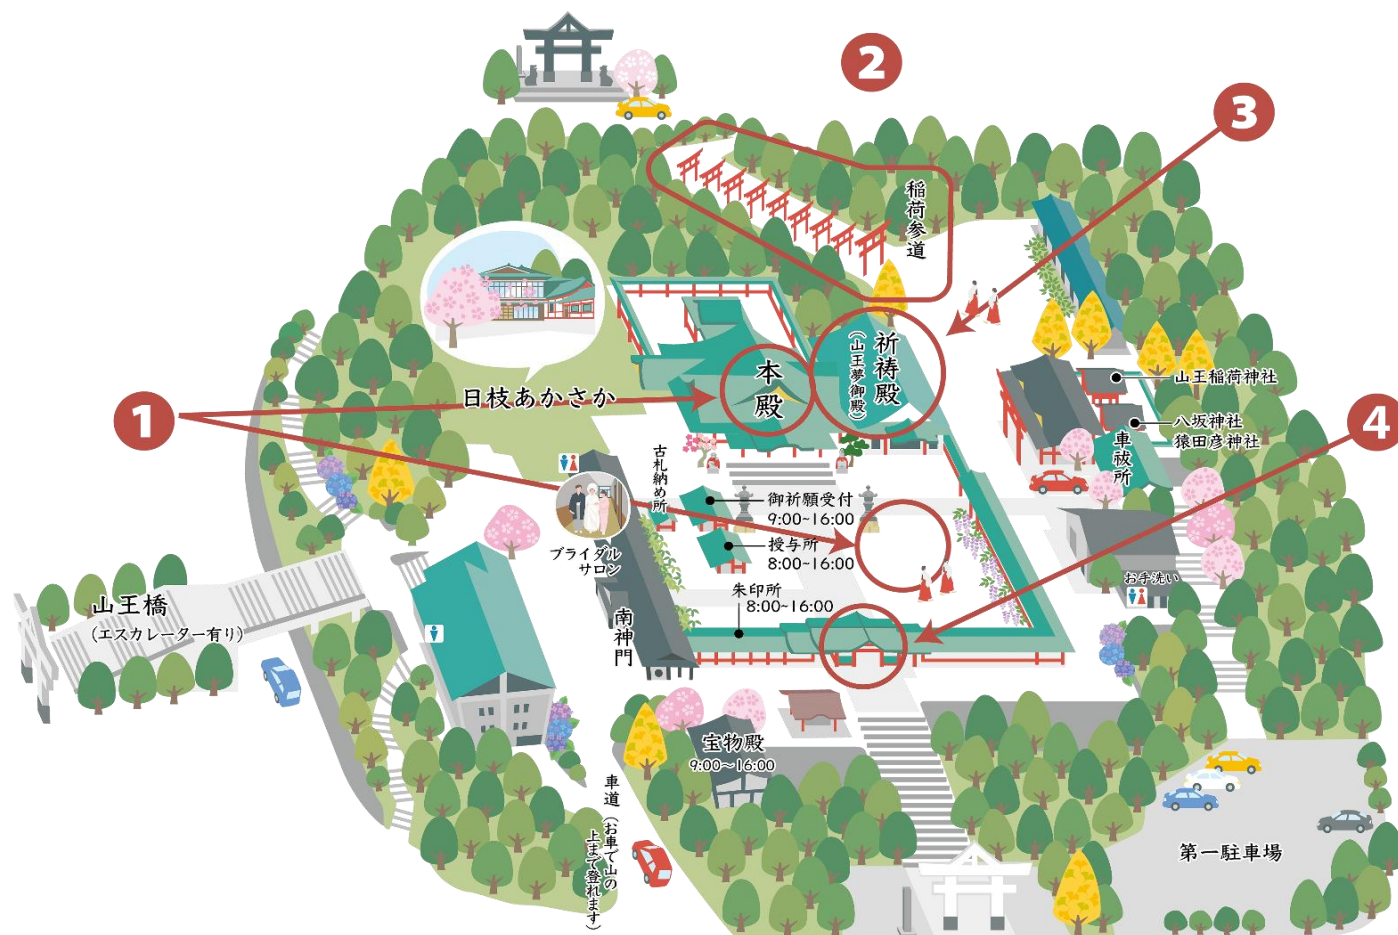 2
3
稲荷参道
祈祷殿
(山王夢御殿)
本殿
山王稲荷神社
1
日枝あかさか
4
八坂神社
猿田彦神社
車祓所
古札納め所
御祈願受付
9:00~16:00
授与所
8:00~16:00
ブライダル
サロン
朱印所
8:00~16:00
お手洗い
山王橋
(エスカレーター有り)
南神門
宝物殿
9:00~16:00
車道(お車で山の
上まで登れます)
第一駐車場